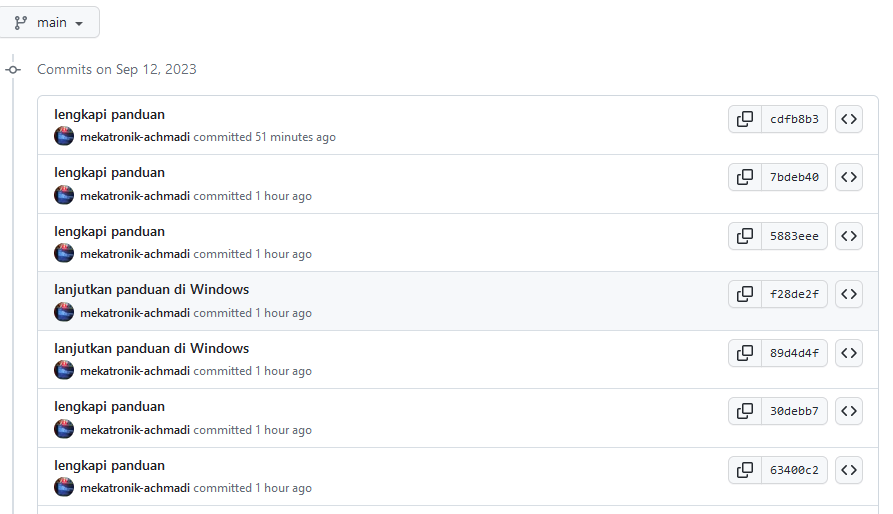 main
Commits on Sep 12, 2023
lengkapi panduan
cdfb8b3
mekatronik-achmadi committed 51 minutes ago
lengkapi panduan
7bdeb40
mekatronik-achmadi committed 1 hour ago
lengkapi panduan
5883eee
mekatronik-achmadi committed 1 hour ago
lanjutkan panduan di Windows
f28de2f
mekatronik-achmadi committed 1 hour ago
lanjutkan panduan di Windows
89d4d4f
mekatronik-achmadi committed 1 hour ago
lengkapi panduan
30debb7
mekatronik-achmadi committed 1 hour ago
lengkapi panduan
63400c2
mekatronik-achmadi committed 1 hour ago